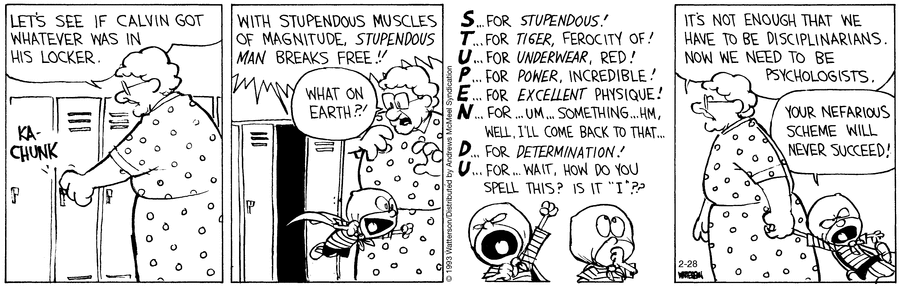 LET'S SEE IF CALVIN GOT
WHATEVER WAS IN
HIS LOCKER.
KA-
CHUNK
WITH STUPENDOUS MUSCLES
OF MAGNITUDE, STUPENDOUS
MAN BREAKS FREE!!
WHAT ON
EARTH?!
© 1993 Watterson/Distributed by Andrews McMeel Syndication
S...FOR STUPENDOUS!
T...FOR TIGER, FEROCITY OF!
U...FOR UNDERWEAR, RED!
P...FOR POWER, INCREDIBLE!
E...FOR EXCELLENT PHYSIQUE!
N...FOR ...UM... SOMETHING...HM,
WELL, I'LL COME BACK TO THAT...
D...FOR DETERMINATION!
U...FOR... WAIT, HOW DO YOU
SPELL THIS? IS IT "I"??
IT'S NOT ENOUGH THAT WE
HAVE TO BE DISCIPLINARIANS.
NOW WE NEED TO BE
PSYCHOLOGISTS.
YOUR NEFARIOUS
SCHEME WILL
NEVER SUCCEED!
2-28
WATTERSON